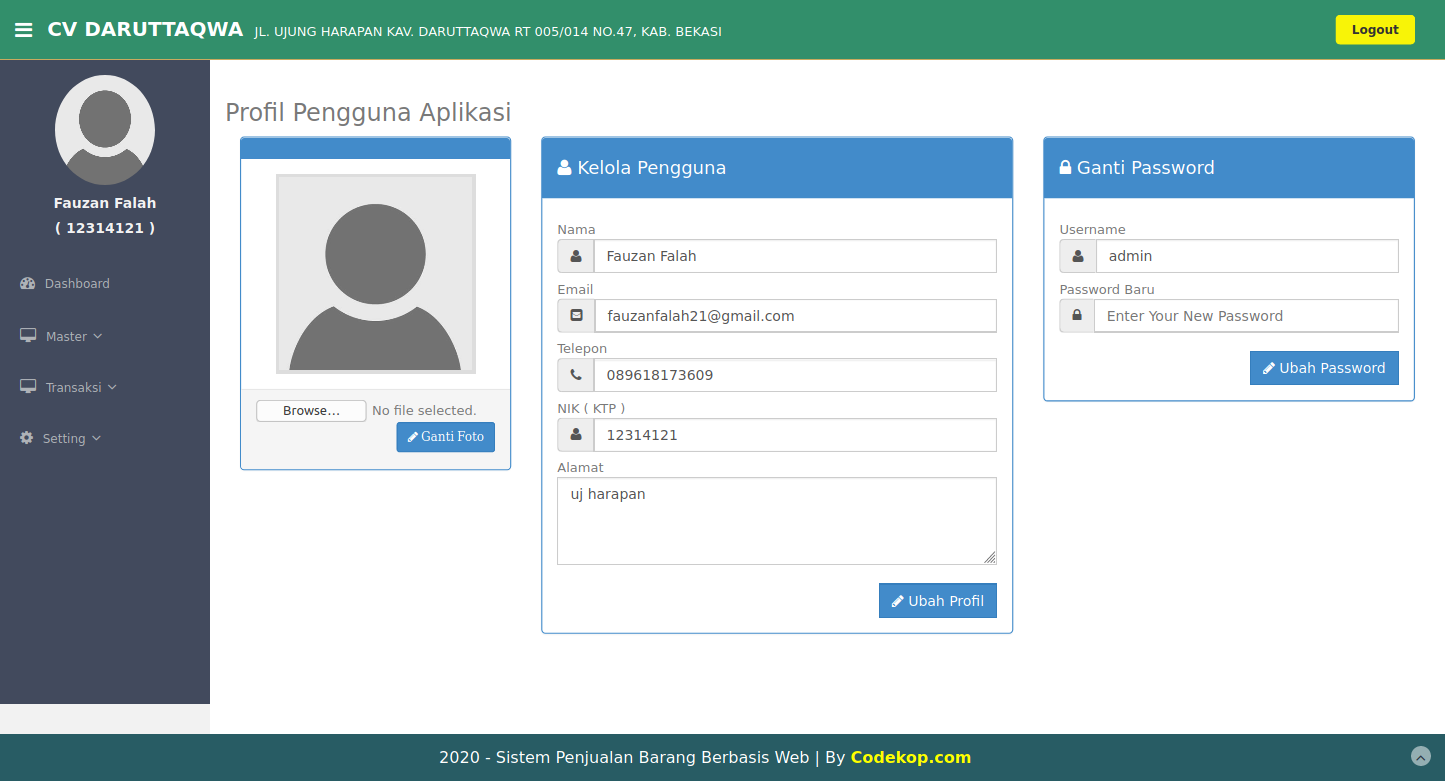 CV DARUTTAQWA JL. UJUNG HARAPAN KAV. DARUTTAQWA RT 005/014 NO.47, KAB. BEKASI
Logout
Fauzan Falah
( 12314121 )
Dashboard
Master
Transaksi
Setting
Profil Pengguna Aplikasi
Browse...
No file selected.
Ganti Foto
Kelola Pengguna
Nama
Fauzan Falah
Email
fauzanfalah21@gmail.com
Telepon
089618173609
NIK ( KTP )
12314121
Alamat
uj harapan
Ubah Profil
Ganti Password
Username
admin
Password Baru
Enter Your New Password
Ubah Password
2020 - Sistem Penjualan Barang Berbasis Web | By Codekop.com